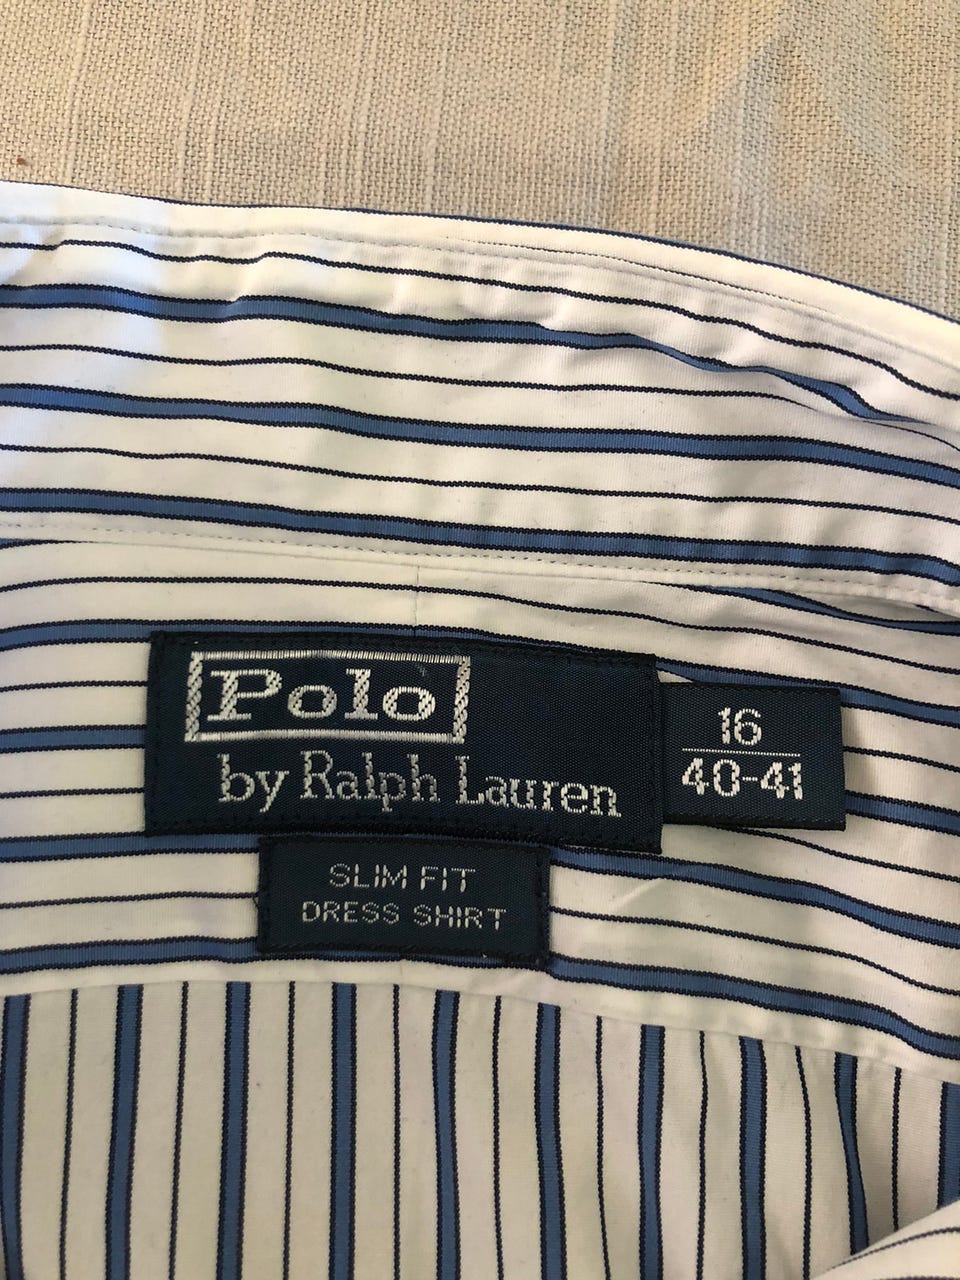 Polo
by Ralph Lauren
16
40-41
SLIM FIT
DRESS SHIRT